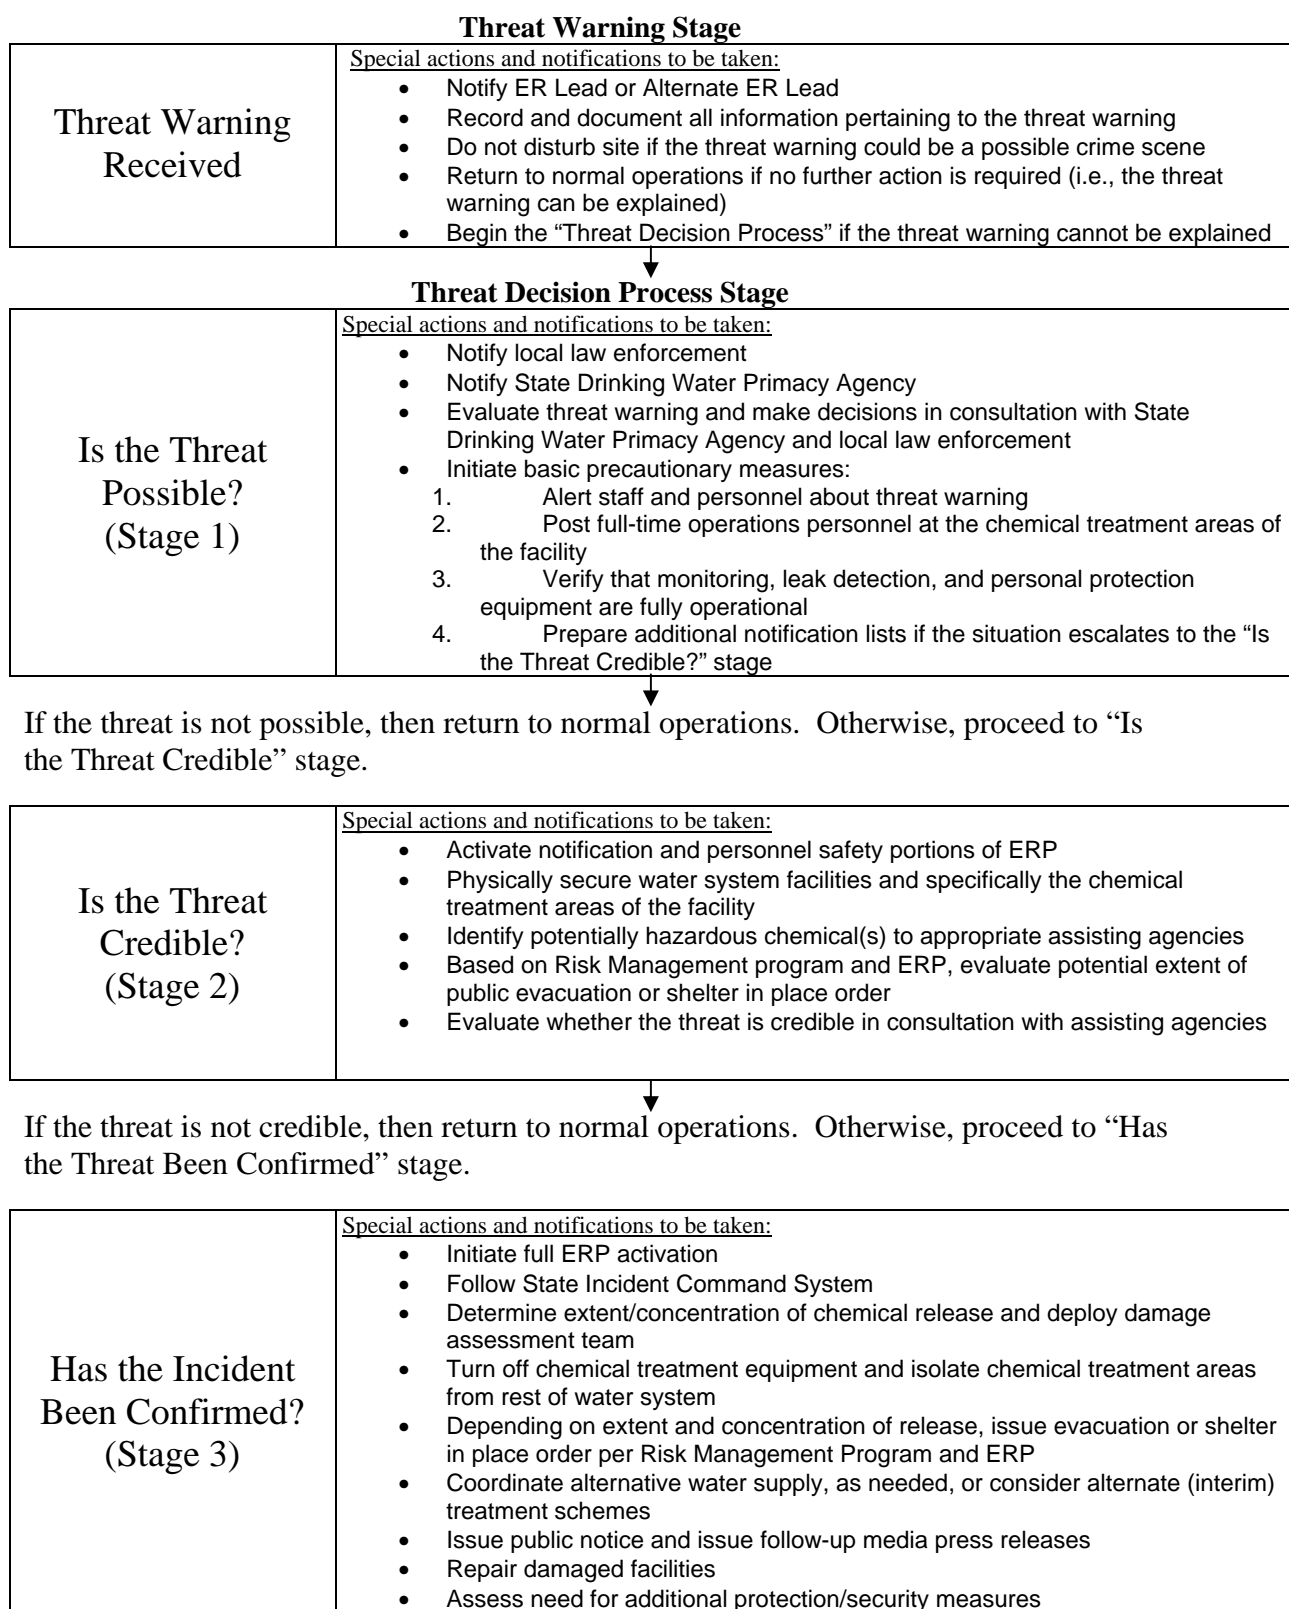 Threat Warning Stage
Threat Warning
Received
Special actions and notifications to be taken:
• Notify ER Lead or Alternate ER Lead
• Record and document all information pertaining to the threat warning
• Do not disturb site if the threat warning could be a possible crime scene
• Return to normal operations if no further action is required (i.e., the threat
warning can be explained)
• Begin the “Threat Decision Process” if the threat warning cannot be explained
Threat Decision Process Stage
Is the Threat
Possible?
(Stage 1)
Special actions and notifications to be taken:
• Notify local law enforcement
• Notify State Drinking Water Primacy Agency
• Evaluate threat warning and make decisions in consultation with State
Drinking Water Primacy Agency and local law enforcement
• Initiate basic precautionary measures:
1. Alert staff and personnel about threat warning
2. Post full-time operations personnel at the chemical treatment areas of
the facility
3. Verify that monitoring, leak detection, and personal protection
equipment are fully operational
4. Prepare additional notification lists if the situation escalates to the “Is
the Threat Credible?” stage
If the threat is not possible, then return to normal operations.  Otherwise, proceed to “Is
the Threat Credible” stage.
Is the Threat
Credible?
(Stage 2)
Special actions and notifications to be taken:
• Activate notification and personnel safety portions of ERP
• Physically secure water system facilities and specifically the chemical
treatment areas of the facility
• Identify potentially hazardous chemical(s) to appropriate assisting agencies
• Based on Risk Management program and ERP, evaluate potential extent of
public evacuation or shelter in place order
• Evaluate whether the threat is credible in consultation with assisting agencies
If the threat is not credible, then return to normal operations.  Otherwise, proceed to “Has
the Threat Been Confirmed” stage.
Has the Incident
Been Confirmed?
(Stage 3)
Special actions and notifications to be taken:
• Initiate full ERP activation
• Follow State Incident Command System
• Determine extent/concentration of chemical release and deploy damage
assessment team
• Turn off chemical treatment equipment and isolate chemical treatment areas
from rest of water system
• Depending on extent and concentration of release, issue evacuation or shelter
in place order per Risk Management Program and ERP
• Coordinate alternative water supply, as needed, or consider alternate (interim)
treatment schemes
• Issue public notice and issue follow-up media press releases
• Repair damaged facilities
• Assess need for additional protection/security measures